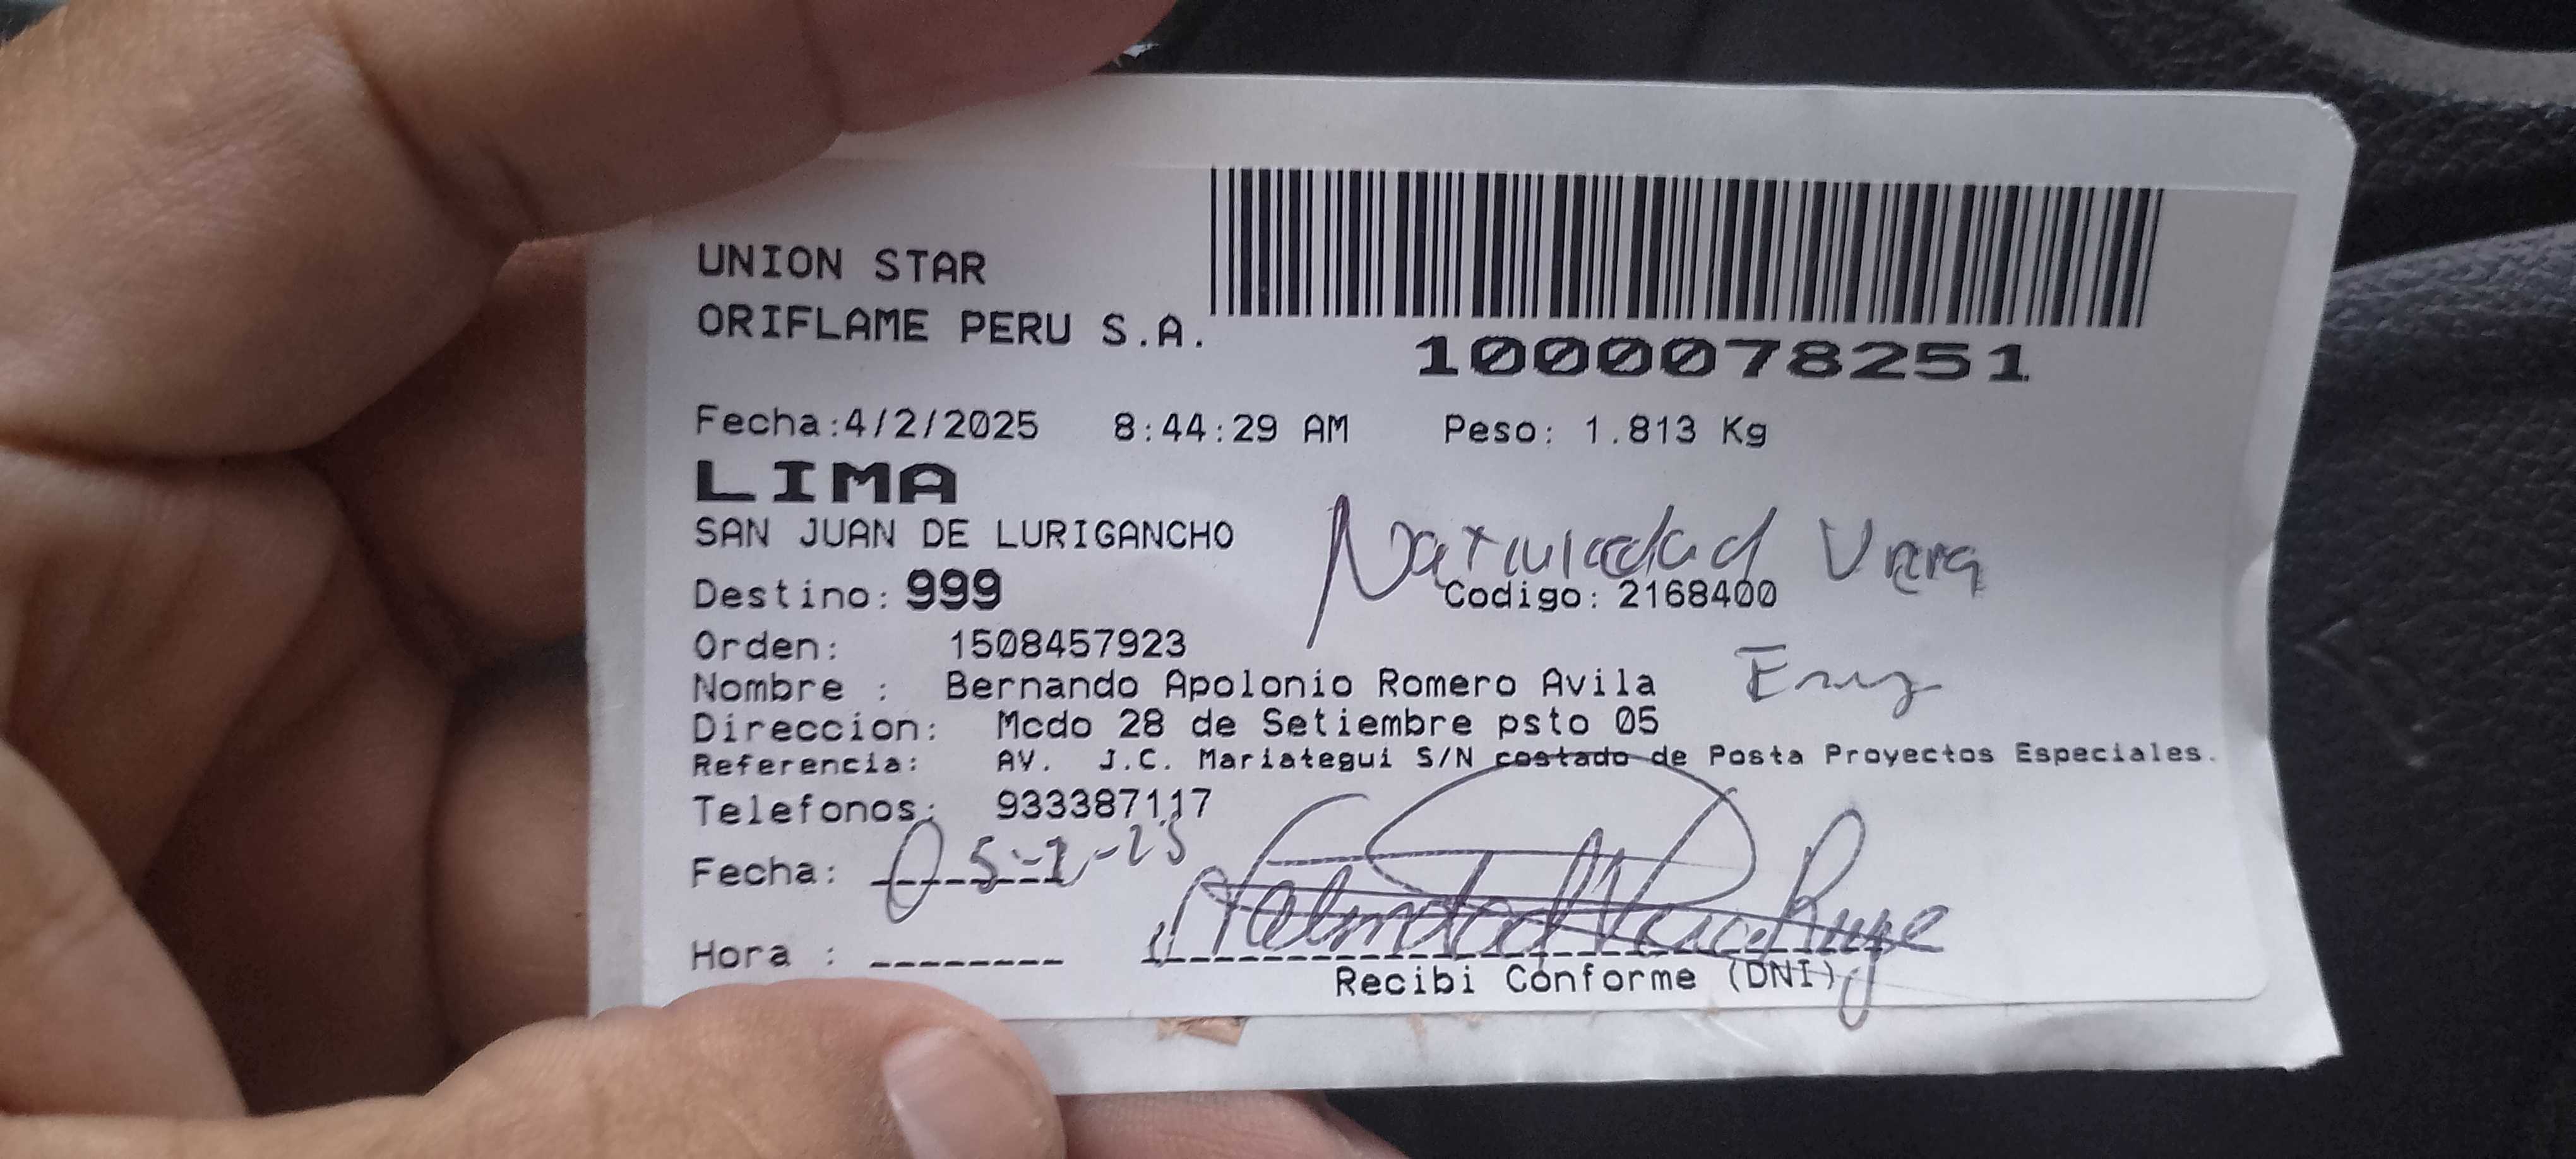 UNION STAR
ORIFLAME PERU S.A.
1000078251
Fecha:4/2/2025 8:44:29 AM Peso: 1.813 Kg
LIMA
SAN JUAN DE LURIGANCHO
Destino: 999 Codigo: 2168400
Orden: 1508457923
Nombre : Bernando Apolonio Romero Avila
Direccion: Mcdo 28 de Setiembre psto 05
Referencia: AV. J.C. Mariategui S/N costado de Posta Proyectos Especiales.
Telefonos: 933387117
Fecha: 05-2-25
Hora :
Recibi Conforme (DNI)